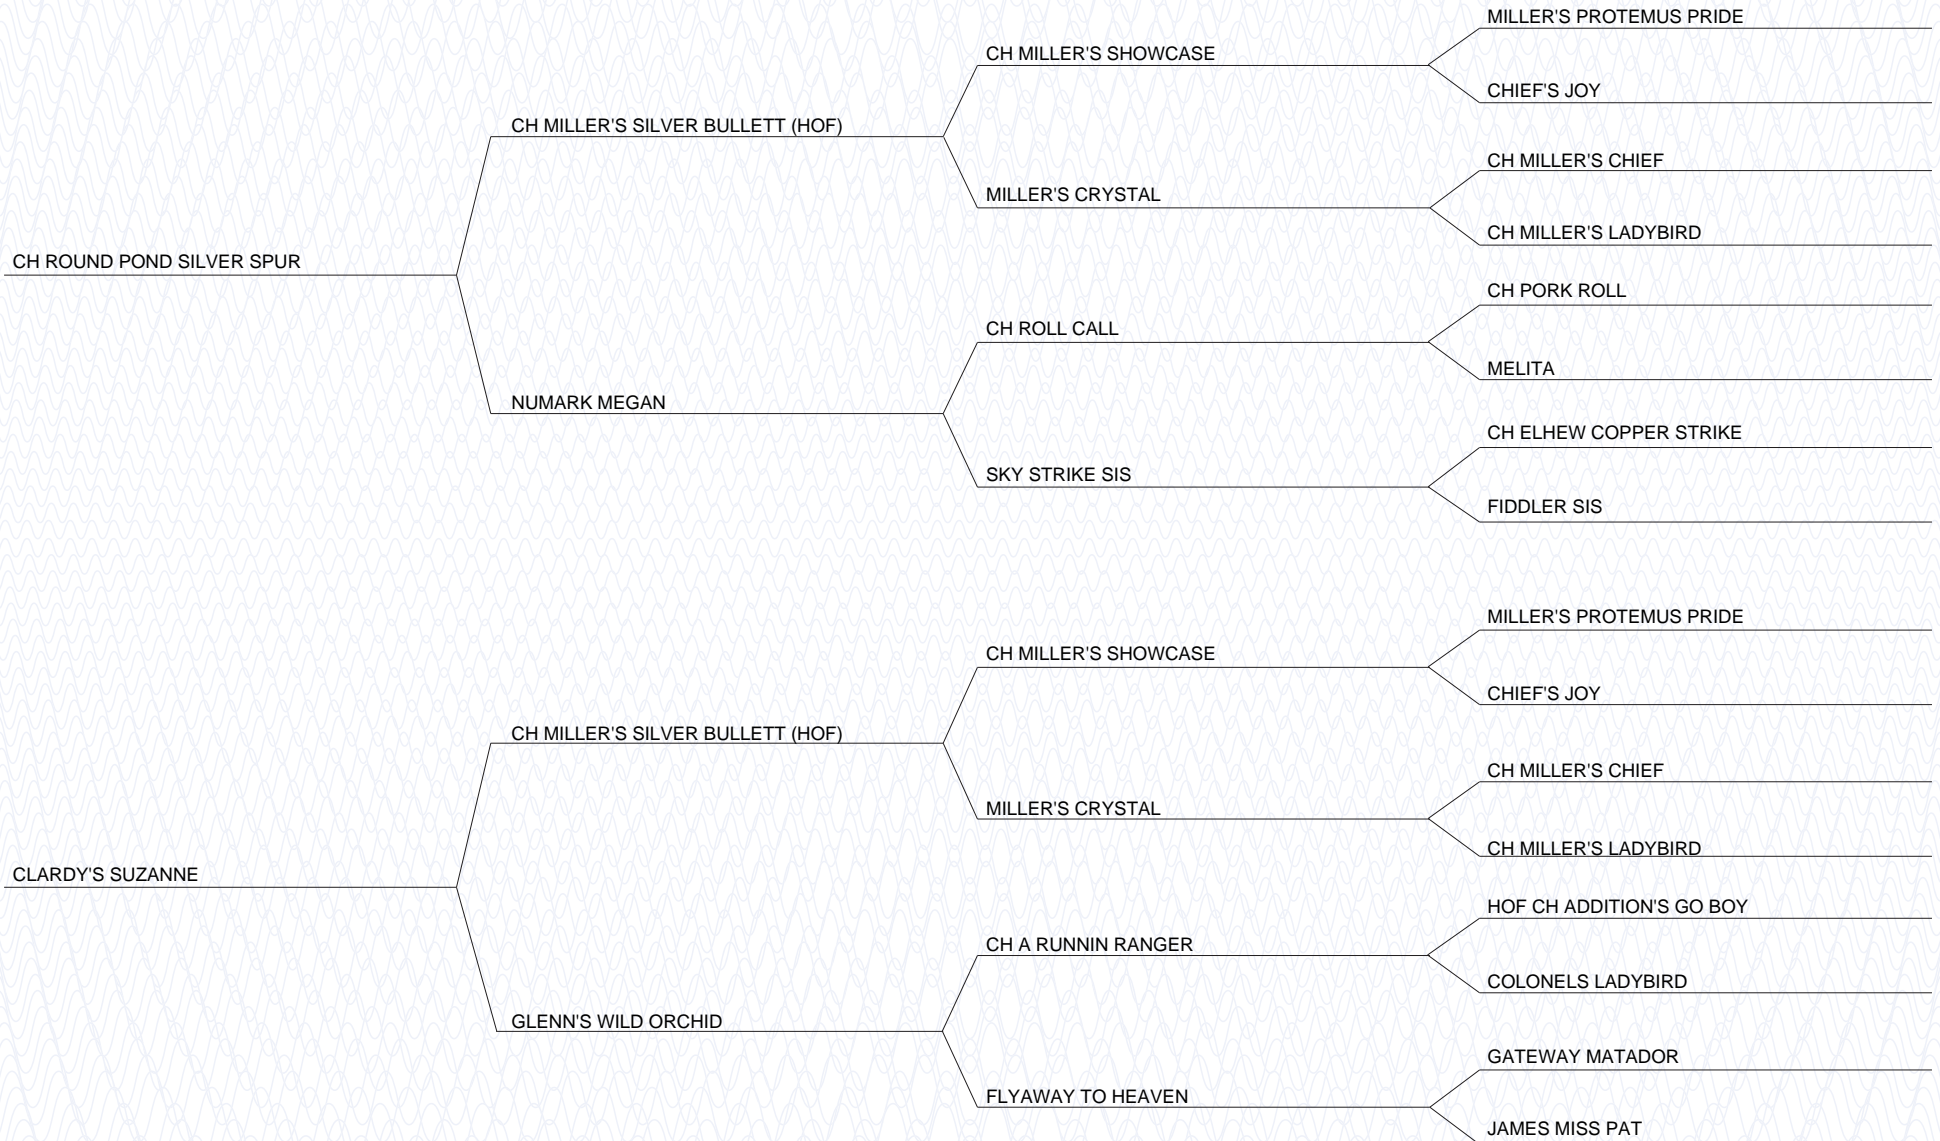 MILLER'S PROTEMUS PRIDE
CH MILLER'S SHOWCASE
CHIEF'S JOY
CH MILLER'S SILVER BULLETT (HOF)
CH MILLER'S CHIEF
MILLER'S CRYSTAL
CH MILLER'S LADYBIRD
CH ROUND POND SILVER SPUR
CH PORK ROLL
CH ROLL CALL
MELITA
NUMARK MEGAN
CH ELHEW COPPER STRIKE
SKY STRIKE SIS
FIDDLER SIS
MILLER'S PROTEMUS PRIDE
CH MILLER'S SHOWCASE
CHIEF'S JOY
CH MILLER'S SILVER BULLETT (HOF)
CH MILLER'S CHIEF
MILLER'S CRYSTAL
CH MILLER'S LADYBIRD
CLARDY'S SUZANNE
HOF CH ADDITION'S GO BOY
CH A RUNNIN RANGER
COLONELS LADYBIRD
GLENN'S WILD ORCHID
GATEWAY MATADOR
FLYAWAY TO HEAVEN
JAMES MISS PAT